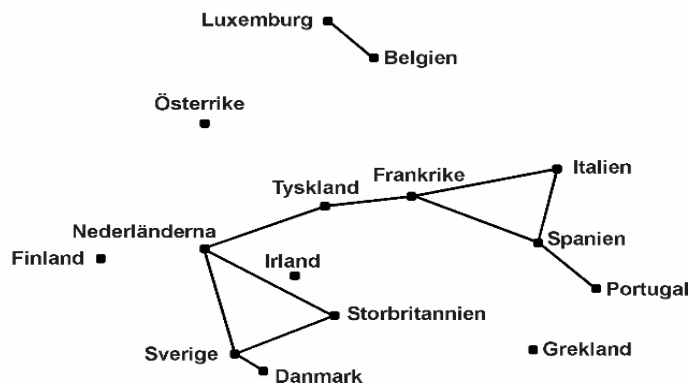 Luxemburg
Belgien
Österrike
Italien
Frankrike
Tyskland
Nederländerna
Spanien
Finland
Irland
Portugal
Storbritannien
Grekland
Sverige
Danmark